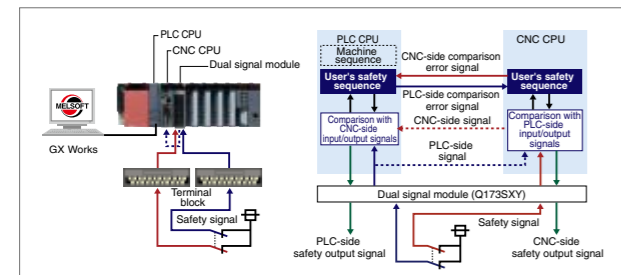 PLC CPU
CNC CPU
Dual signal module
MELSOFT
GX Works
Terminal
block
Safety signal
PLC CPU
CNC CPU
Machine
sequence
CNC-side comparison
error signal
User's safety
sequence
User's safety
sequence
PLC-side comparison
error signal
Comparison with
CNC-side
input/output signals
CNC-side signal
Comparison with
PLC-side
input/output
signals
PLC-side
signal
Dual signal module (Q173SXY)
Safety signal
PLC-side
safety output signal
CNC-side
safety output signal